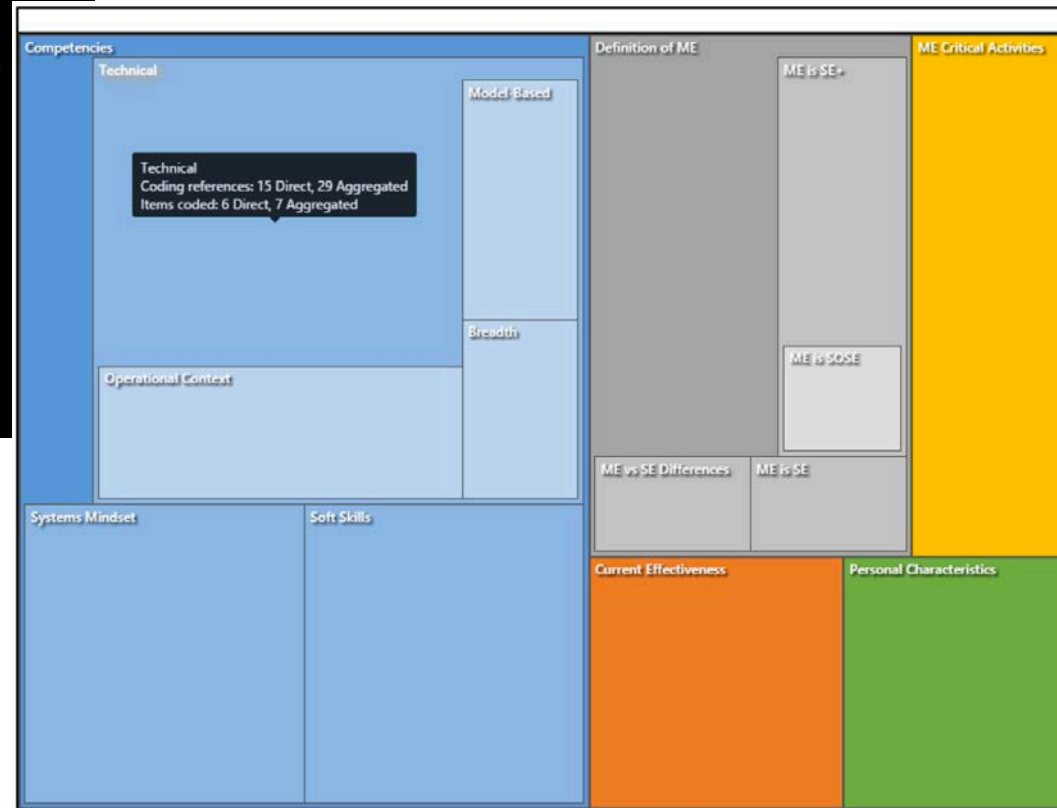 Competencies
Technical
Model-Based
Technical
Coding references: 15 Direct, 29 Aggregated
Items coded: 6 Direct, 7 Aggregated
Breadth
Operational Context
Systems Mindset
Soft Skills
Definition of ME
ME is SE+
ME is SOSE
ME vs SE Differences
ME is SE
ME Critical Activities
Current Effectiveness
Personal Characteristics